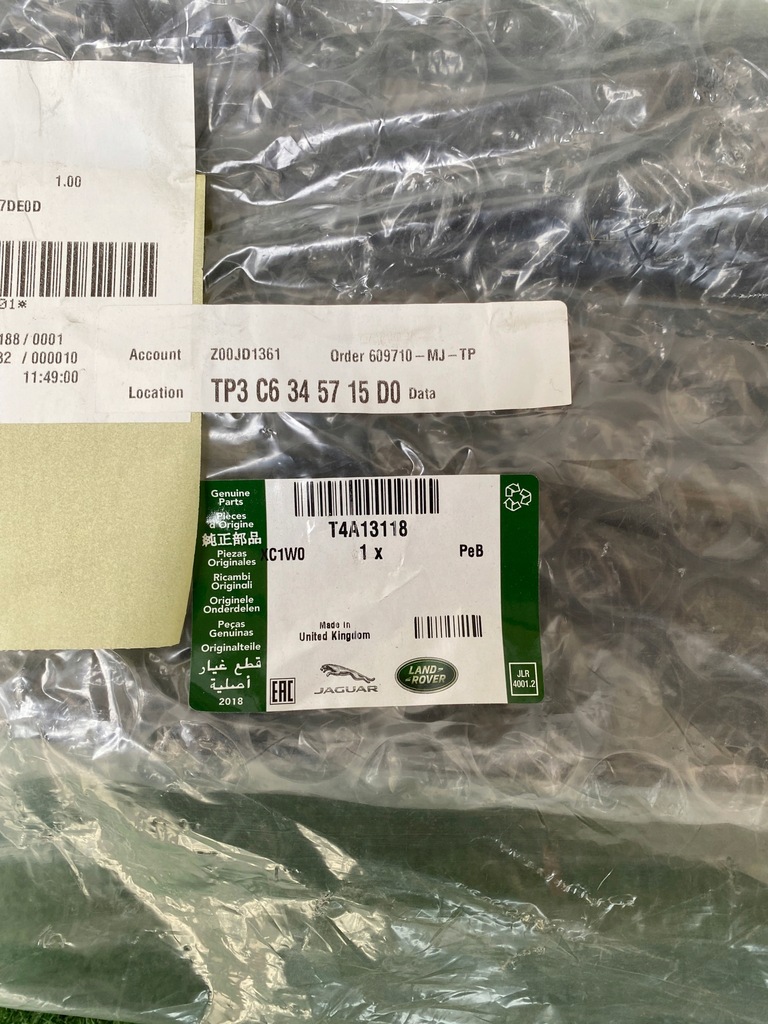 1.00
7DE0D
01*
188/0001
32 /000010
11:49:00
Account Z00JD1361 Order 609710-MJ-TP
Location TP3 C6 34 57 15 D0 Data
Genuine
Parts
Pièces
d'Origine
純正部品
Piezas
Originales
Ricambi
Originali
Originele
Onderdelen
Peças
Genuinas
Originalteile
قطع غيار
أصلية
2018
T4A13118
XC1W0 1 x PeB
Made in
United Kingdom
EAC
JAGUAR
LAND-
-ROVER
JLR
4001.2